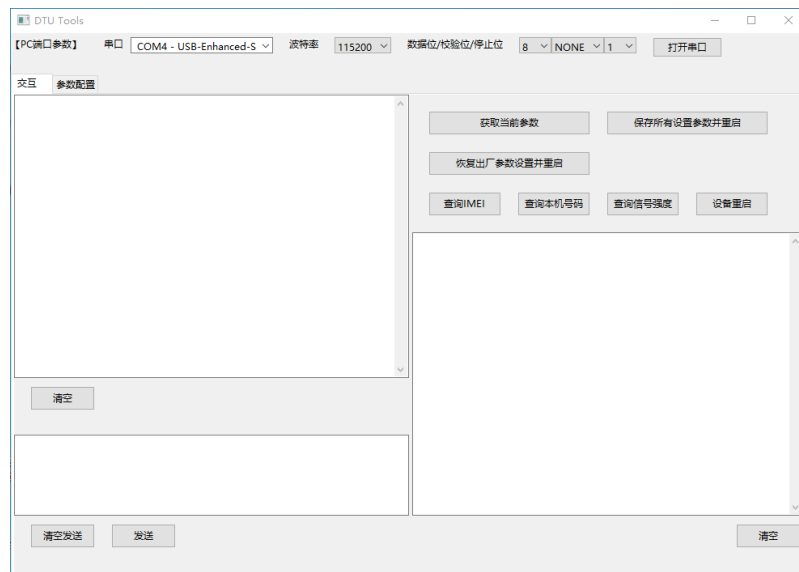 DTU Tools
【PC端口参数】 串口 COM4 - USB-Enhanced-S 波特率 115200 数据位/校验位/停止位 8 NONE 1 打开串口
交互 参数配置
获取当前参数 保存所有设置参数并重启
恢复出厂参数设置并重启
查询IMEI 查询本机号码 查询信号强度 设备重启
清空
清空发送 发送 清空